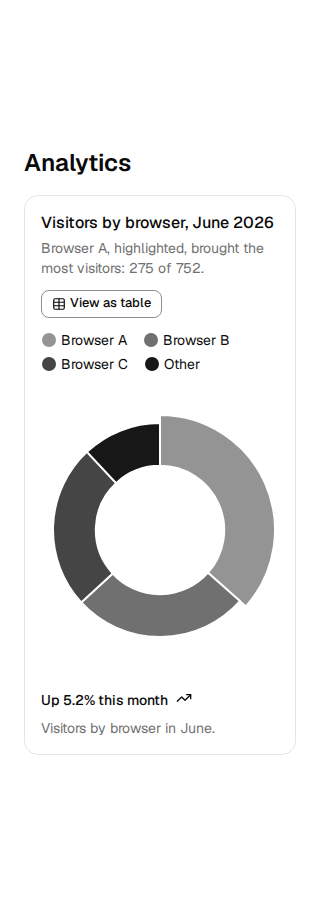 Analytics
Visitors by browser, June 2026
Browser A, highlighted, brought the
most visitors: 275 of 752.
View as table
Browser A
Browser B
Browser C
Other
Up 5.2% this month
Visitors by browser in June.